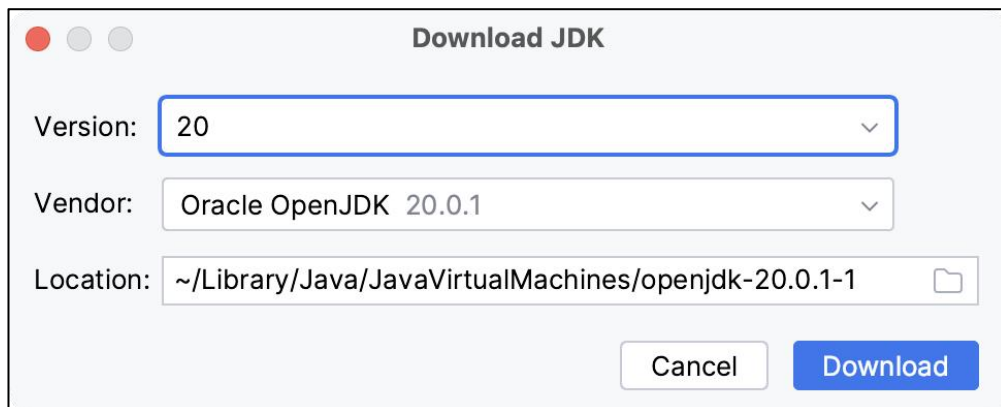 Download JDK
Version: 20
Vendor: Oracle OpenJDK 20.0.1
Location: ~/Library/Java/JavaVirtualMachines/openjdk-20.0.1-1
Cancel Download